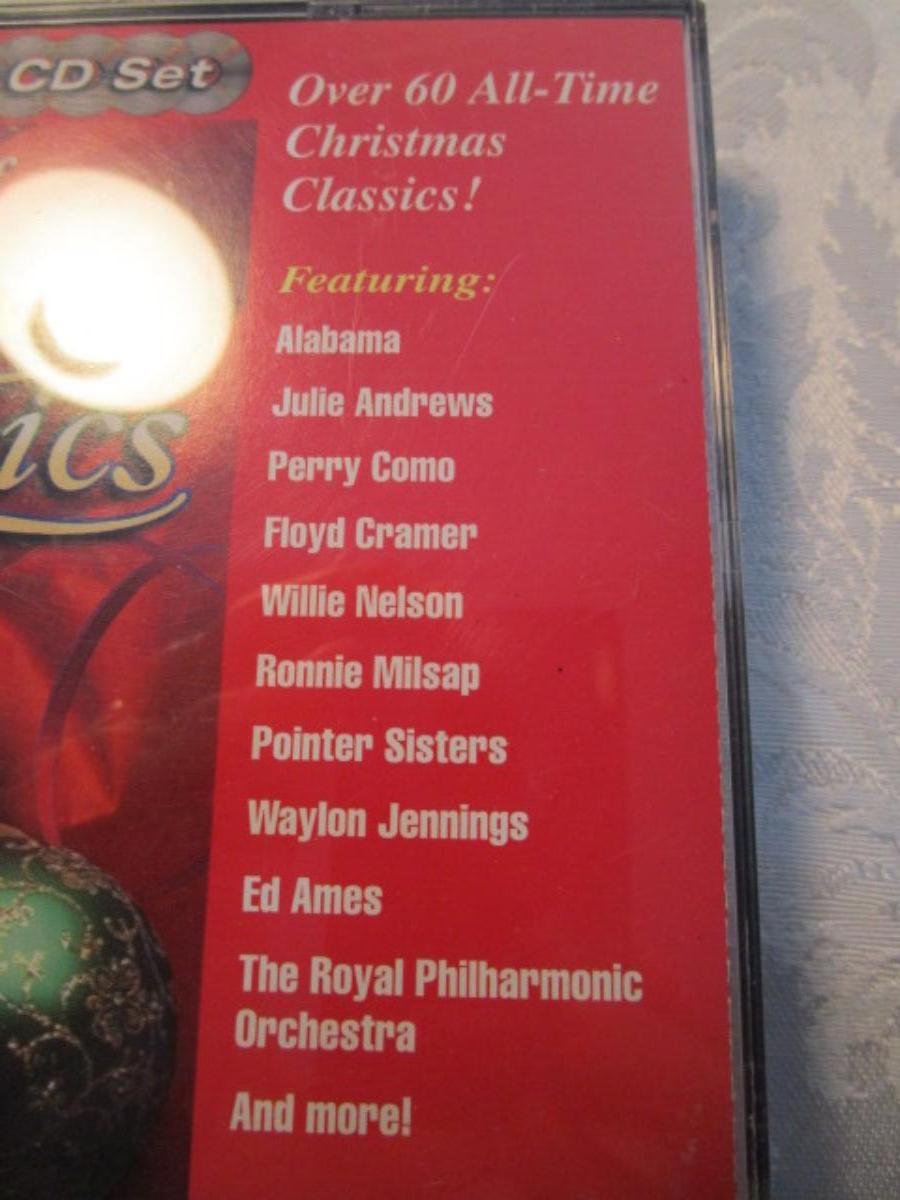 CD Set
Over 60 All-Time
Christmas
Classics!
Featuring:
Alabama
Julie Andrews
Perry Como
Floyd Cramer
Willie Nelson
Ronnie Milsap
Pointer Sisters
Waylon Jennings
Ed Ames
The Royal Philharmonic
Orchestra
And more!
ics